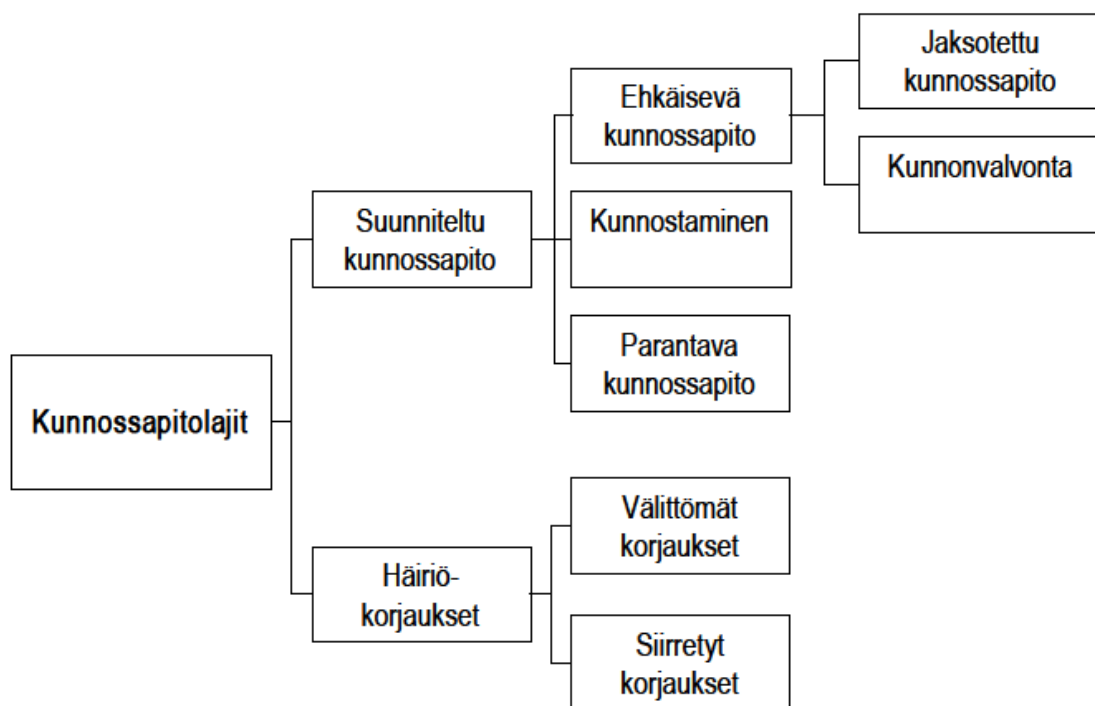 Jaksotettu
kunnossapito
Ehkäisevä
kunnossapito
Kunnonvalvonta
Suunniteltu
kunnossapito
Kunnostaminen
Parantava
kunnossapito
Kunnossapitolajit
Välittömät
korjaukset
Häiriö-
korjaukset
Siirretyt
korjaukset